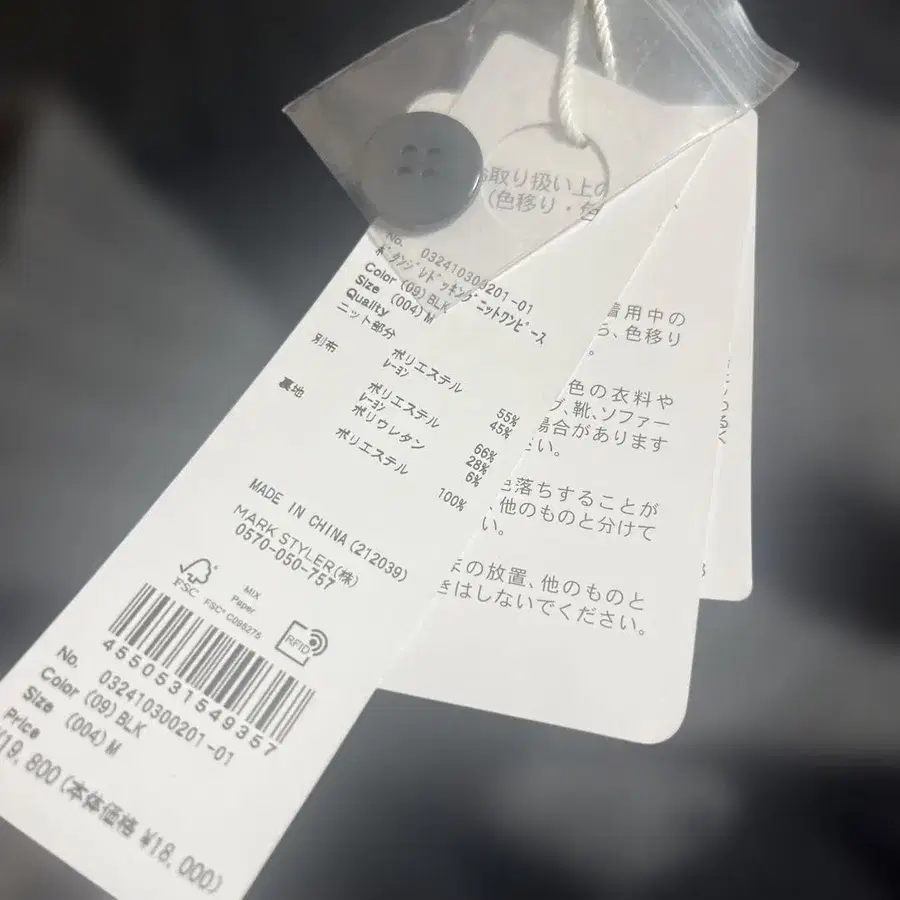 取り扱い上の
(色移り・色
No. 032410300201-01
ボタンジレドッキングニットワンピース
Color (09) BLK
Size (004) M
Quality
ニット部分
ポリエステル 55%
レーヨン 45%
別布
ポリエステル 66%
レーヨン 28%
ポリウレタン 6%
裏地
ポリエステル 100%
MADE IN CHINA (212039)
MARK STYLER(株)
0570-050-757
FSC
MIX
Paper
FSC® C095275
RFID
4550531549357
No. 032410300201-01
Color (09) BLK
Size (004) M
Price
¥19,800 (本体価格 ¥18,000)
着用中の
、色移り
。
色の衣料や
、靴、ソファー
場合があります
さい。
色落ちすることが
、他のものと分けて
い。
の放置、他のものと
きはしないでください。